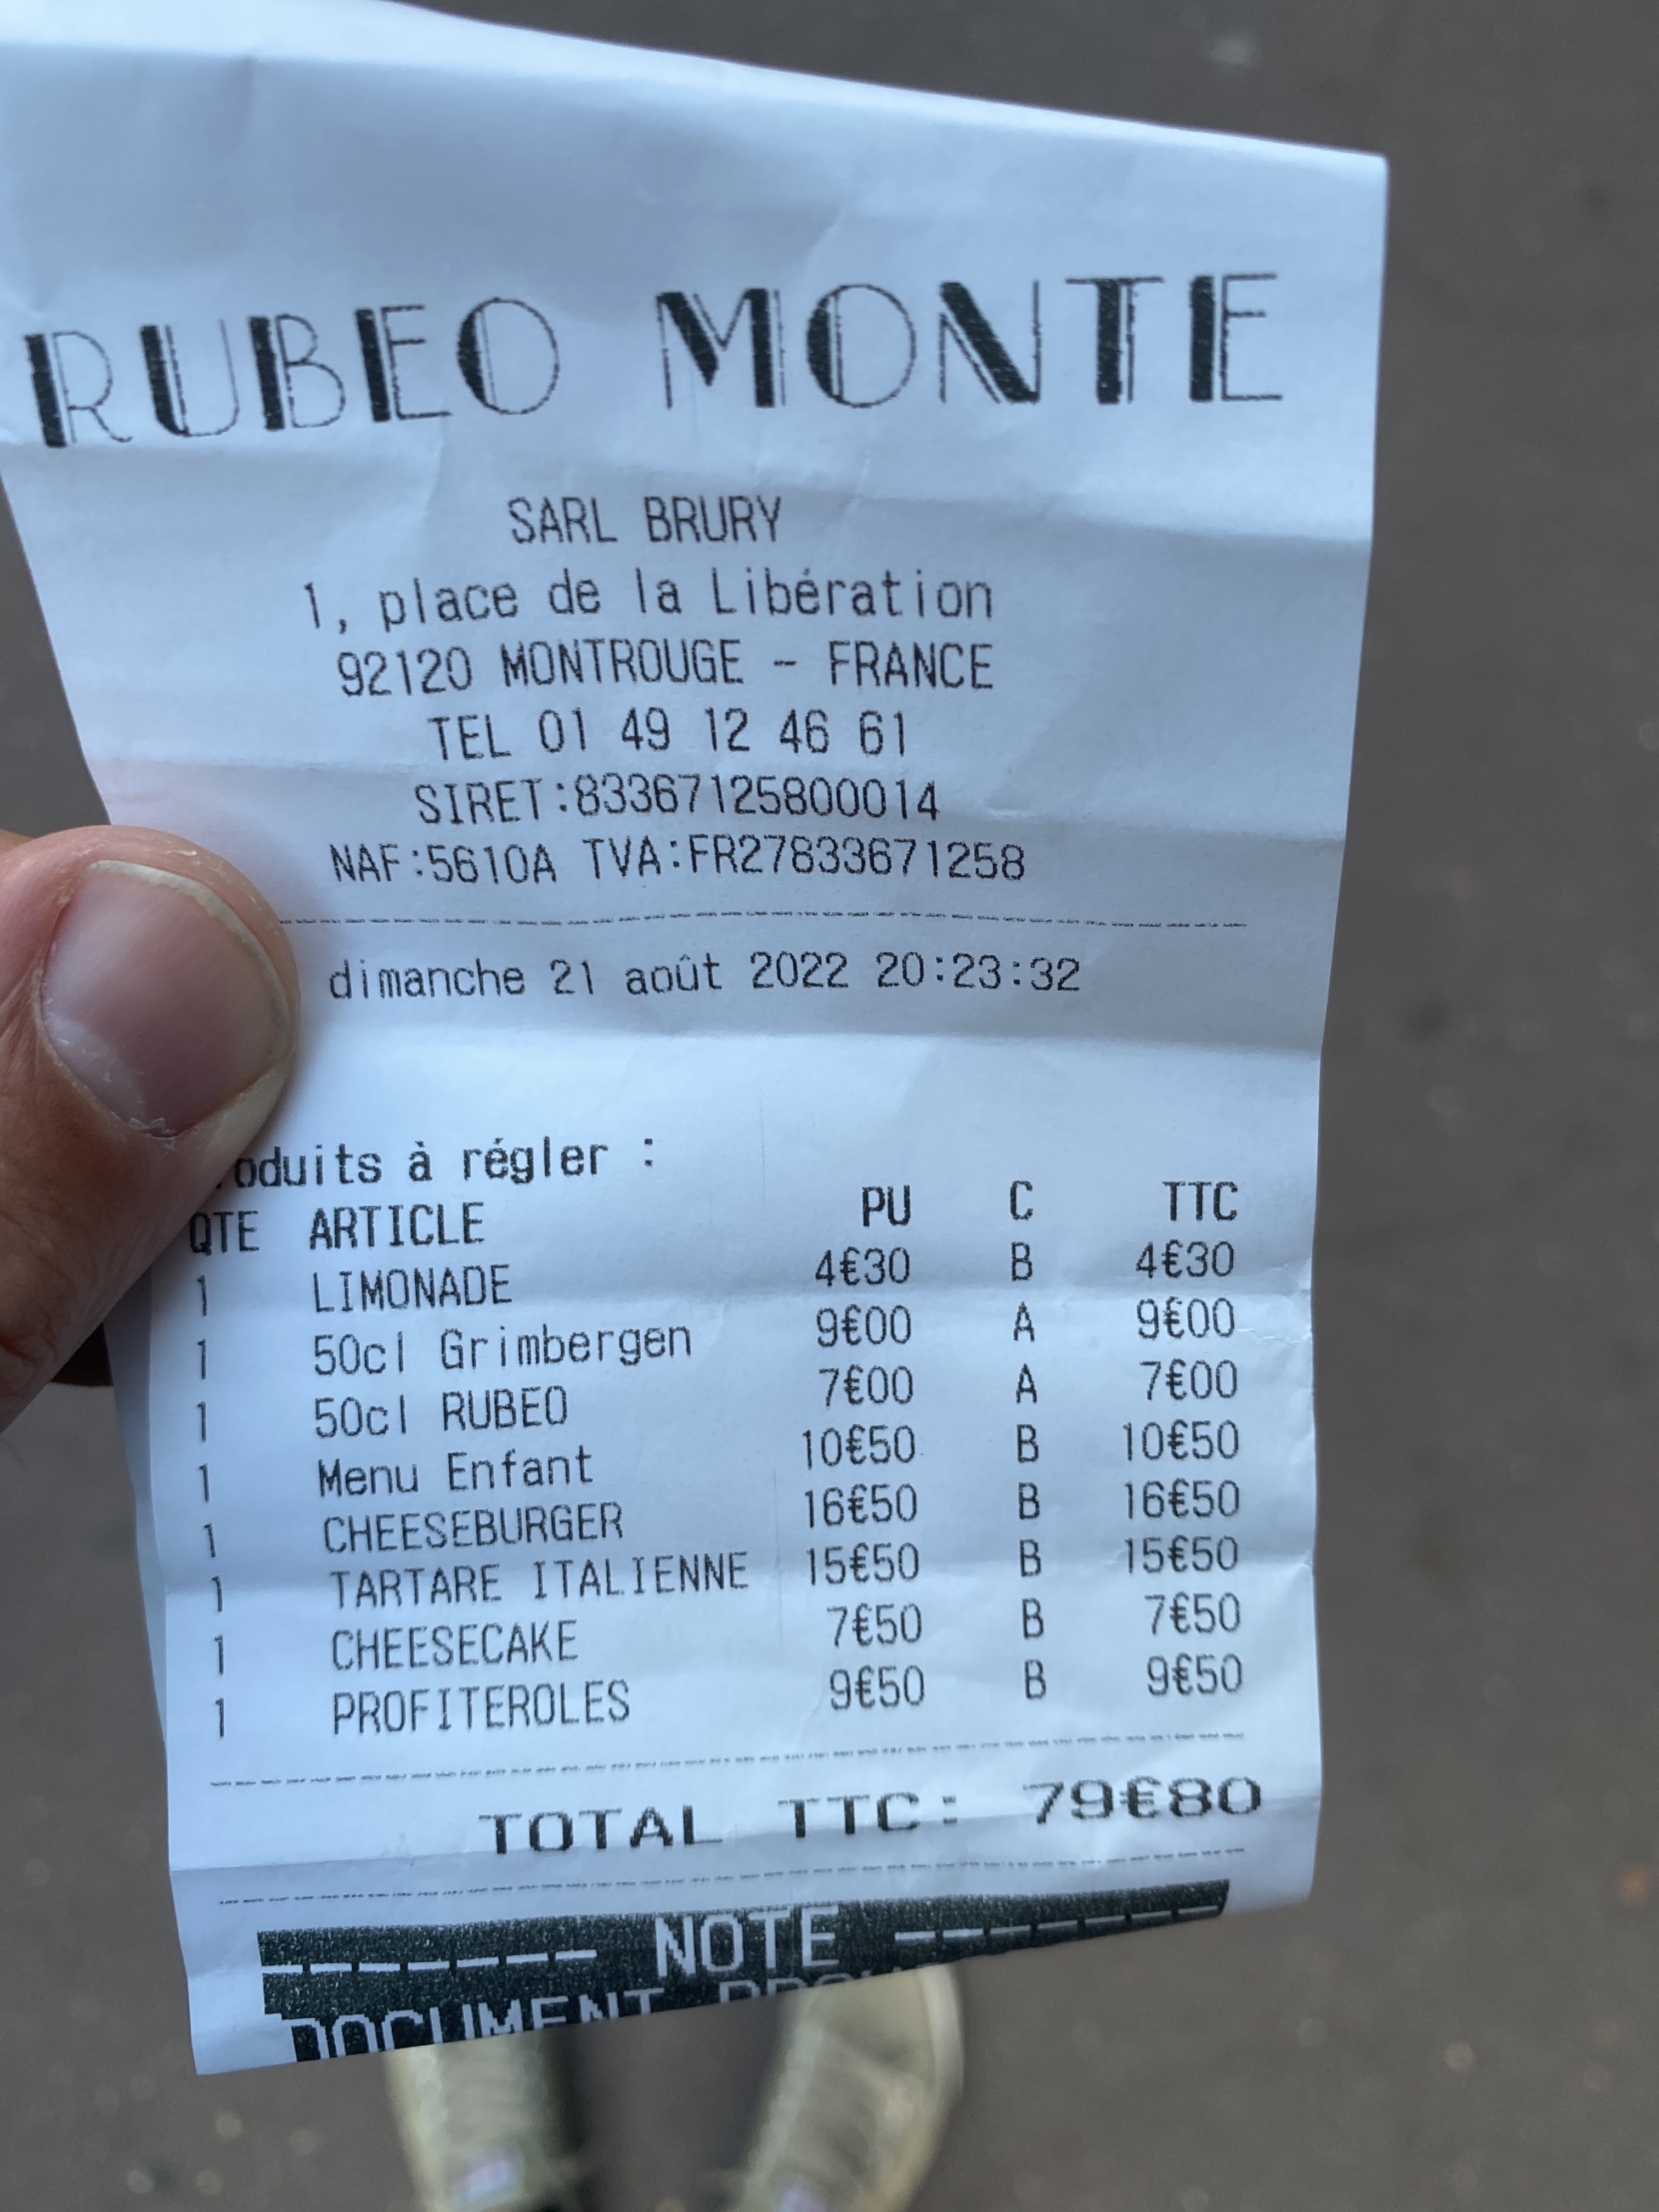 RUBEO MONTE
SARL BRURY
1, place de la Libération
92120 MONTROUGE - FRANCE
TEL 01 49 12 46 61
SIRET:83367125800014
NAF:5610A TVA:FR27833671258
dimanche 21 août 2022 20:23:32
oduits à régler :
QTE ARTICLE PU C TTC
1 LIMONADE 4€30 B 4€30
1 50cl Grimbergen 9€00 A 9€00
1 50cl RUBEO 7€00 A 7€00
1 Menu Enfant 10€50 B 10€50
1 CHEESEBURGER 16€50 B 16€50
1 TARTARE ITALIENNE 15€50 B 15€50
1 CHEESECAKE 7€50 B 7€50
1 PROFITEROLES 9€50 B 9€50
TOTAL TTC: 79€80
------- NOTE -------
DOCUMENT